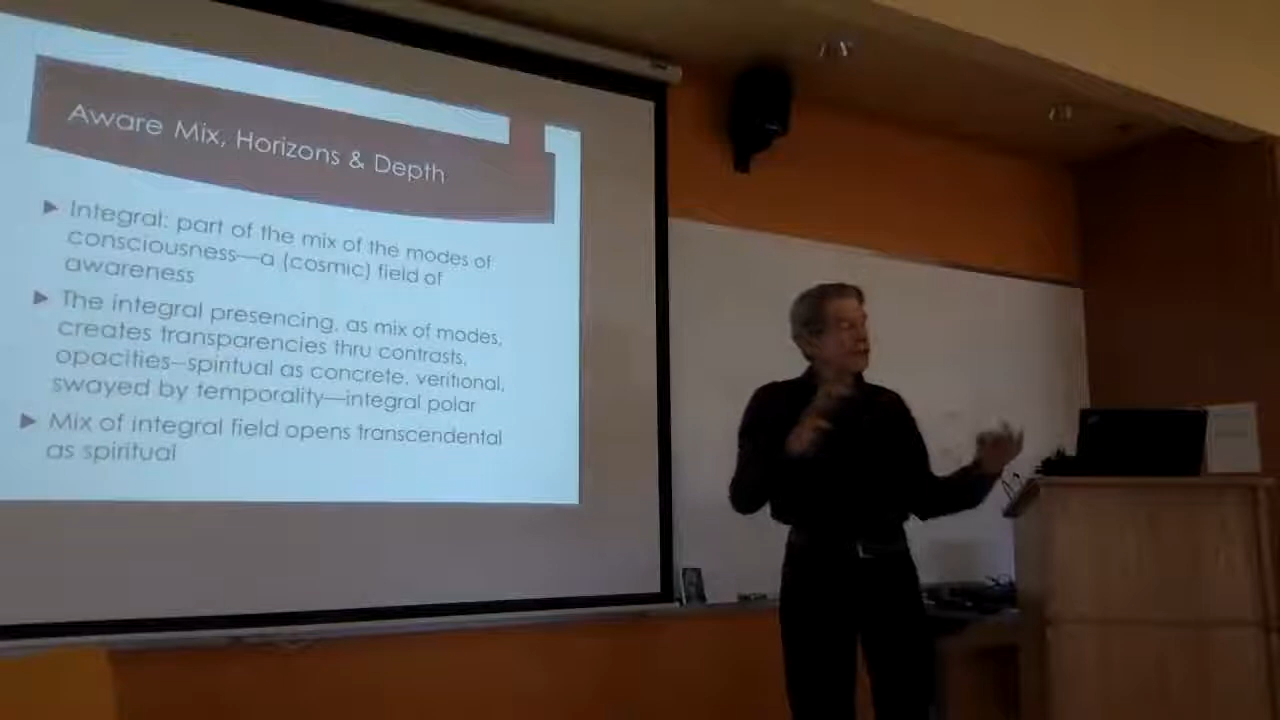 Aware Mix, Horizons & Depth
Integral: part of the mix of the modes of
consciousness—a (cosmic) field of
awareness
The integral presencing, as mix of modes,
creates transparencies thru contrasts,
opacities—spiritual as concrete, veritional,
swayed by temporality—integral polar
Mix of integral field opens transcendental
as spiritual